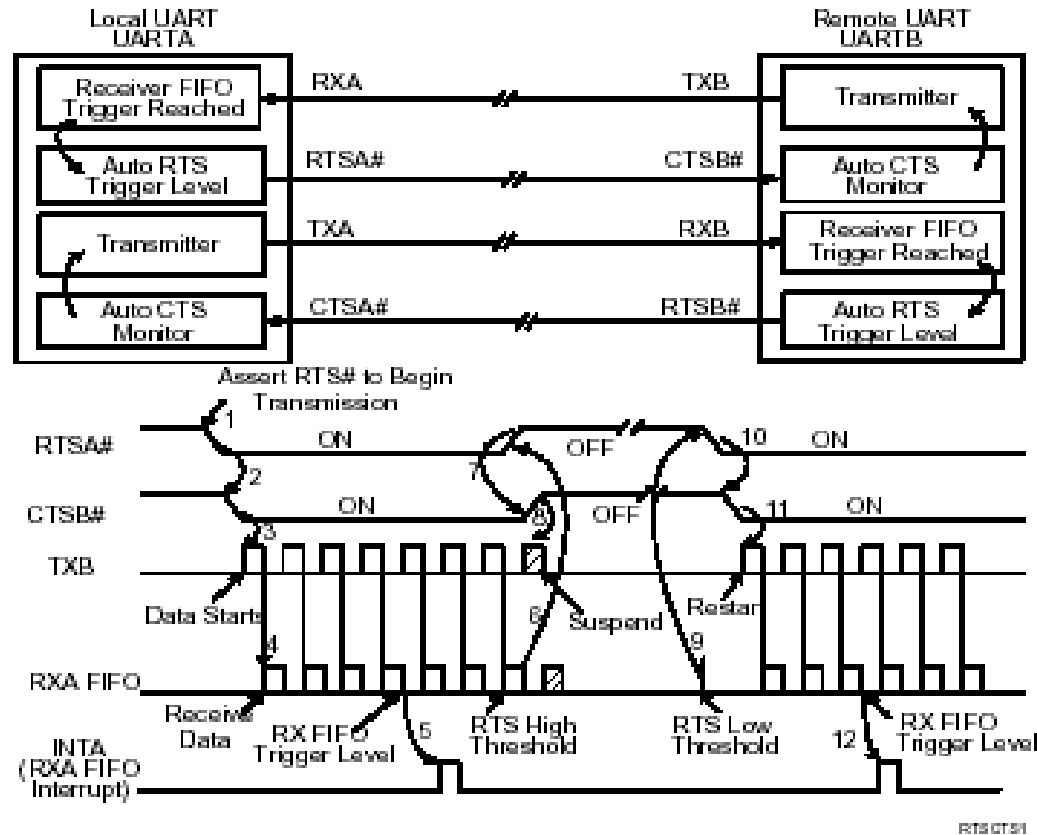 Local UART
UARTA
Remote UART
UARTB
Receiver FIFO
Trigger Reached
RXA
TXB
Transmitter
Auto RTS
Trigger Level
RTSA#
CTSB#
Auto CTS
Monitor
Transmitter
TXA
RXB
Receiver FIFO
Trigger Reached
Auto CTS
Monitor
CTSA#
RTSB#
Auto RTS
Trigger Level
Assert RTS# to Begin
Transmission
1
RTSA#
ON
7
OFF
10
ON
2
CTSB#
ON
8
OFF
11
ON
3
TXB
Data Starts
6
Suspend
Restart
4
9
RXA FIFO
Receive
Data
RX FIFO
Trigger Level
5
RTS High
Threshold
RTS Low
Threshold
12
RX FIFO
Trigger Level
INTA
(RXA FIFO
Interrupt)
RTSCTS1